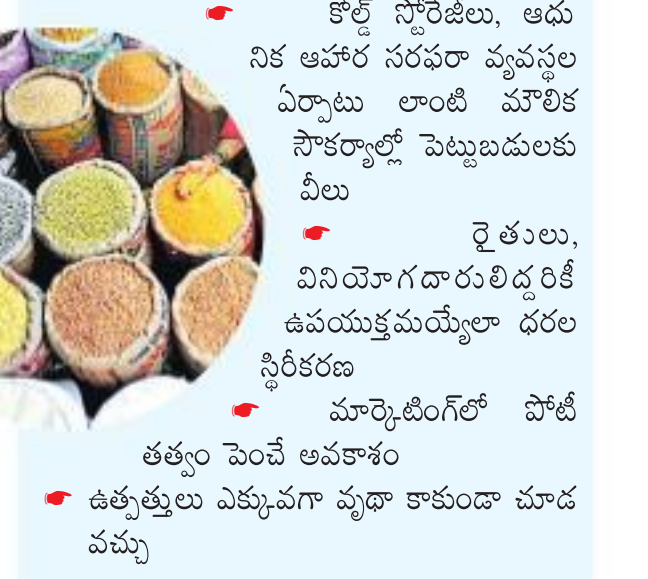 కోల్డ్ స్టోరేజీలు, ఆధు
నిక ఆహార సరఫరా వ్యవస్థల
ఏర్పాటు లాంటి మౌలిక
సౌకర్యాల్లో పెట్టుబడులకు
వీలు
రైతులు,
వినియోగదారులిద్దరికీ
ఉపయుక్తమయ్యేలా ధరల
స్థిరీకరణ
మార్కెటింగ్‌లో పోటీ
తత్వం పెంచే అవకాశం
ఉత్పత్తులు ఎక్కువగా వృథా కాకుండా చూడ
వచ్చు